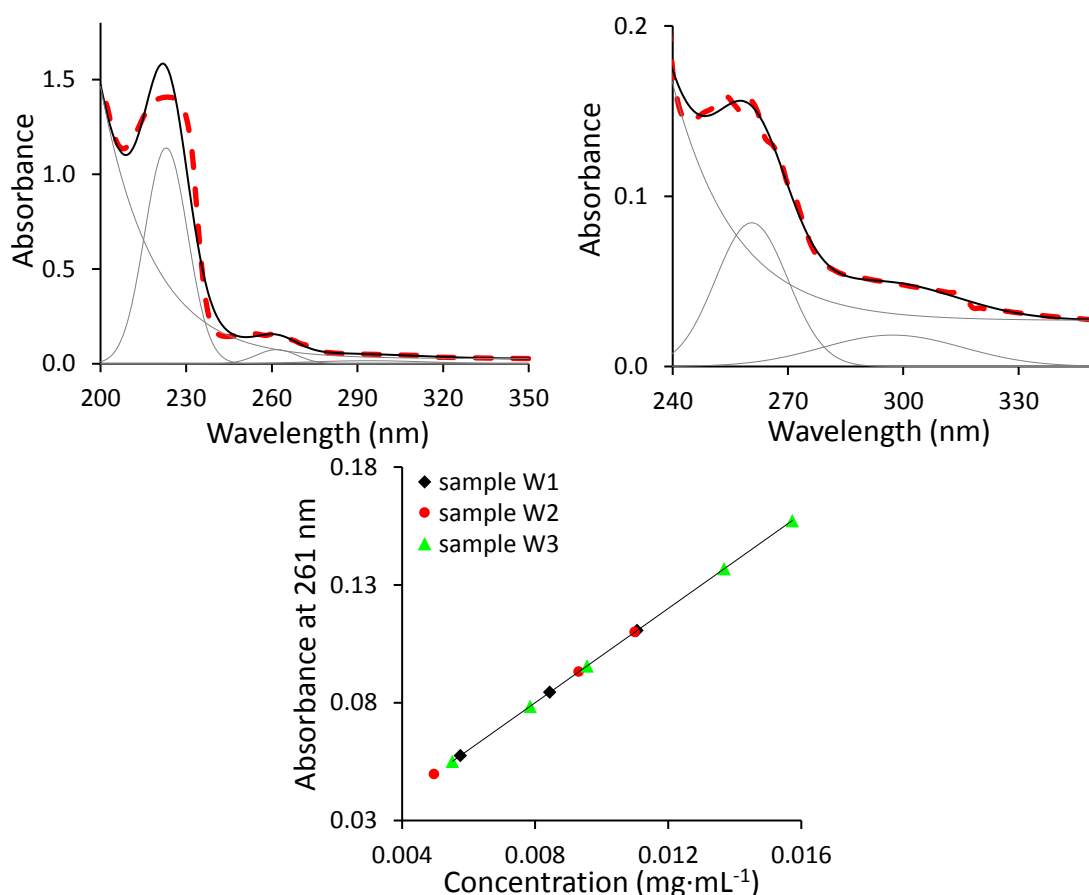 Absorbance
1.5
1.0
0.5
0.0
200 230 260 290 320 350
Wavelength (nm)
Absorbance
0.2
0.1
0.0
240 270 300 330
Wavelength (nm)
Absorbance at 261 nm
0.18
0.13
0.08
0.03
sample W1
sample W2
sample W3
0.004 0.008 0.012 0.016
Concentration (mg·mL⁻¹)